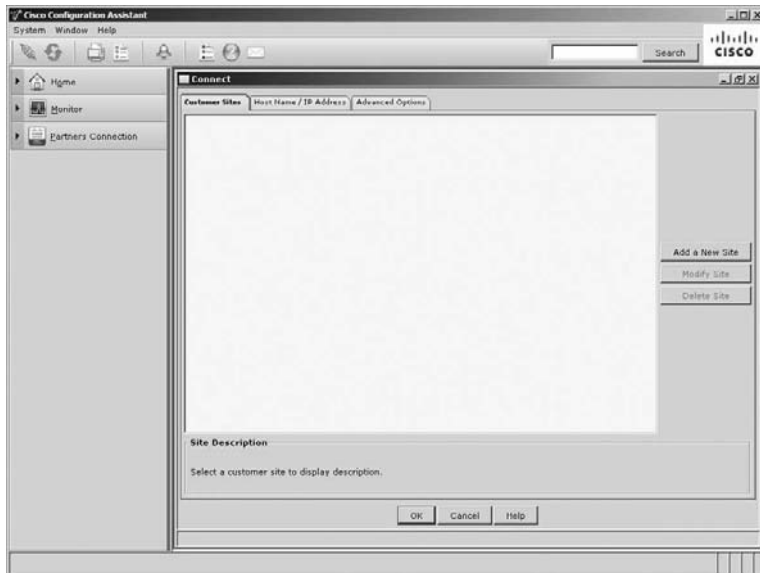 Cisco Configuration Assistant
System Window Help
Search
CISCO
Home
Monitor
Partners Connection
Connect
Customer Sites
Host Name / IP Address
Advanced Options
Add a New Site
Modify Site
Delete Site
Site Description
Select a customer site to display description.
OK
Cancel
Help